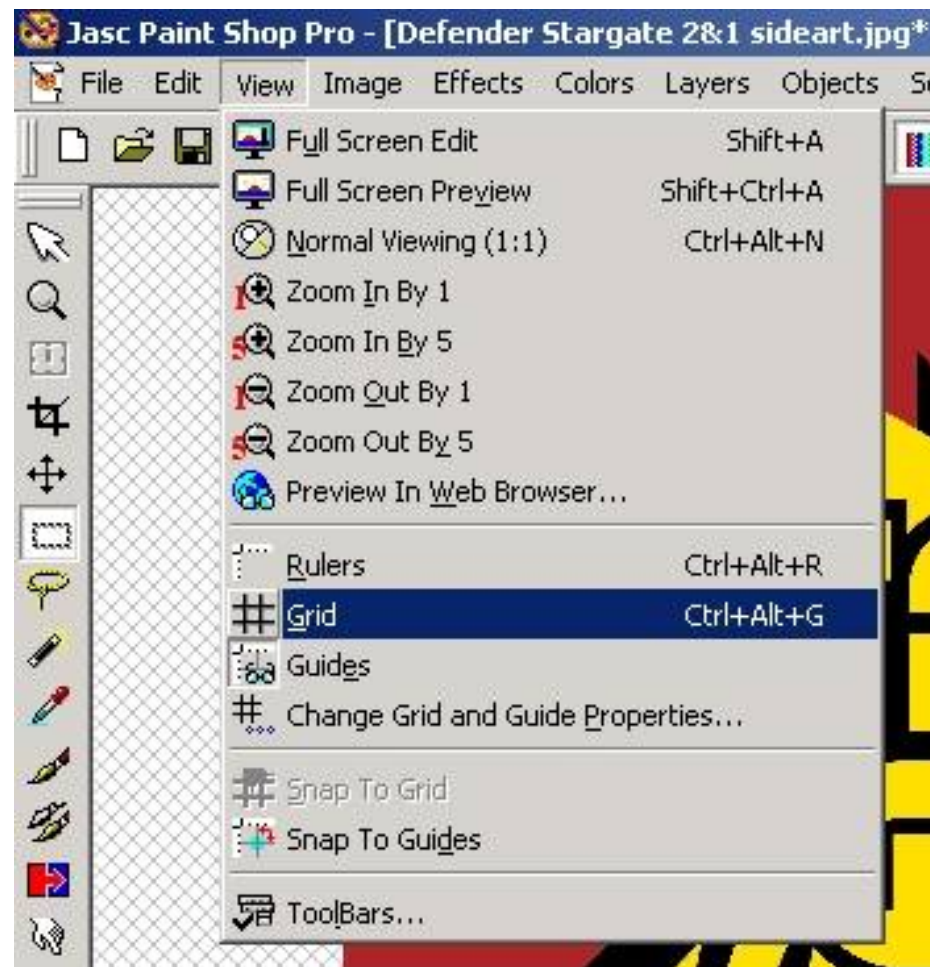 Jasc Paint Shop Pro - [Defender Stargate 2&1 sideart.jpg*
File Edit View Image Effects Colors Layers Objects
Full Screen Edit Shift+A
Full Screen Preview Shift+Ctrl+A
Normal Viewing (1:1) Ctrl+Alt+N
Zoom In By 1
Zoom In By 5
Zoom Out By 1
Zoom Out By 5
Preview In Web Browser...
Rulers Ctrl+Alt+R
Grid Ctrl+Alt+G
Guides
Change Grid and Guide Properties...
Snap To Grid
Snap To Guides
ToolBars...